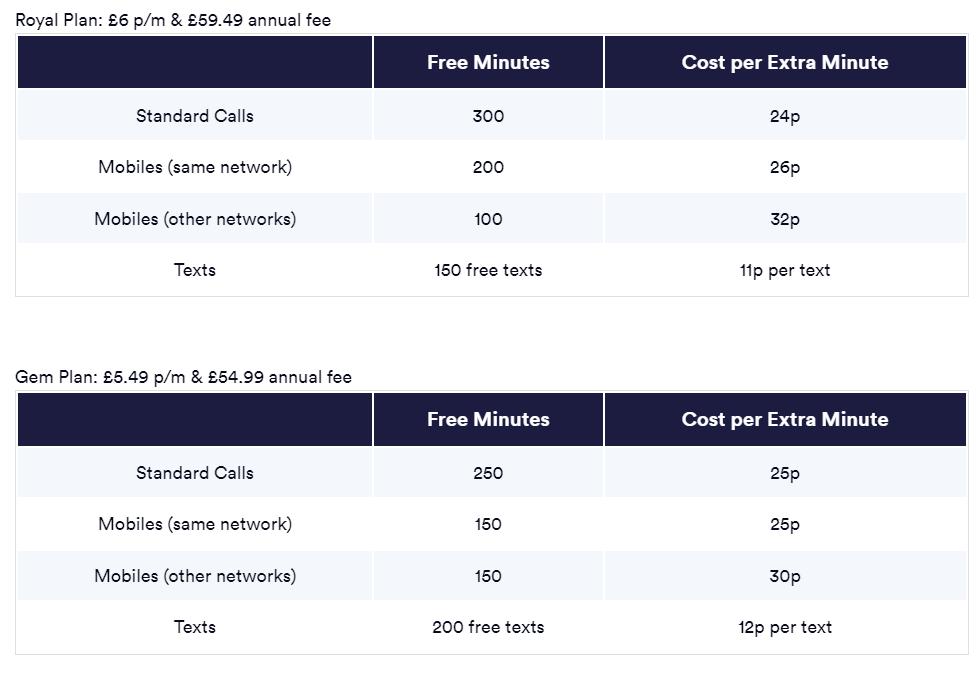 Royal Plan: £6 p/m & £59.49 annual fee
Free Minutes Cost per Extra Minute
Standard Calls 300 24p
Mobiles (same network) 200 26p
Mobiles (other networks) 100 32p
Texts 150 free texts 11p per text
Gem Plan: £5.49 p/m & £54.99 annual fee
Free Minutes Cost per Extra Minute
Standard Calls 250 25p
Mobiles (same network) 150 25p
Mobiles (other networks) 150 30p
Texts 200 free texts 12p per text